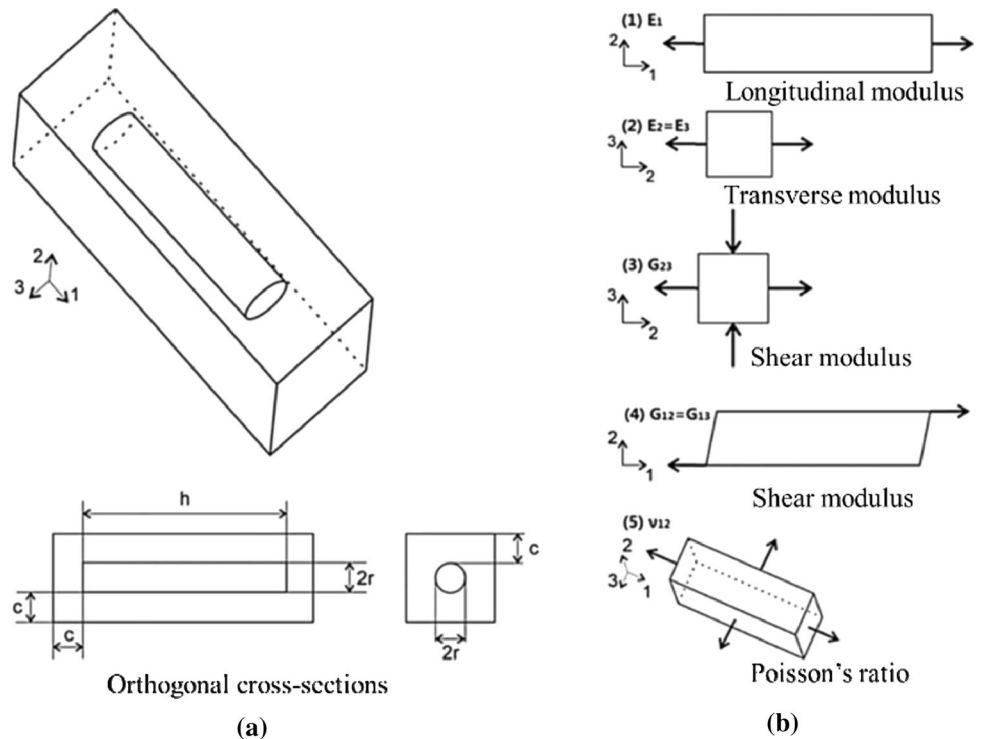 2
3
1
h
2r
c
c
c
2r
Orthogonal cross-sections
(a)
(1) E₁
2
1
Longitudinal modulus
(2) E₂=E₃
3
2
Transverse modulus
(3) G₂₃
3
2
Shear modulus
(4) G₁₂=G₁₃
2
1
Shear modulus
(5) υ₁₂
2
3
1
Poisson's ratio
(b)